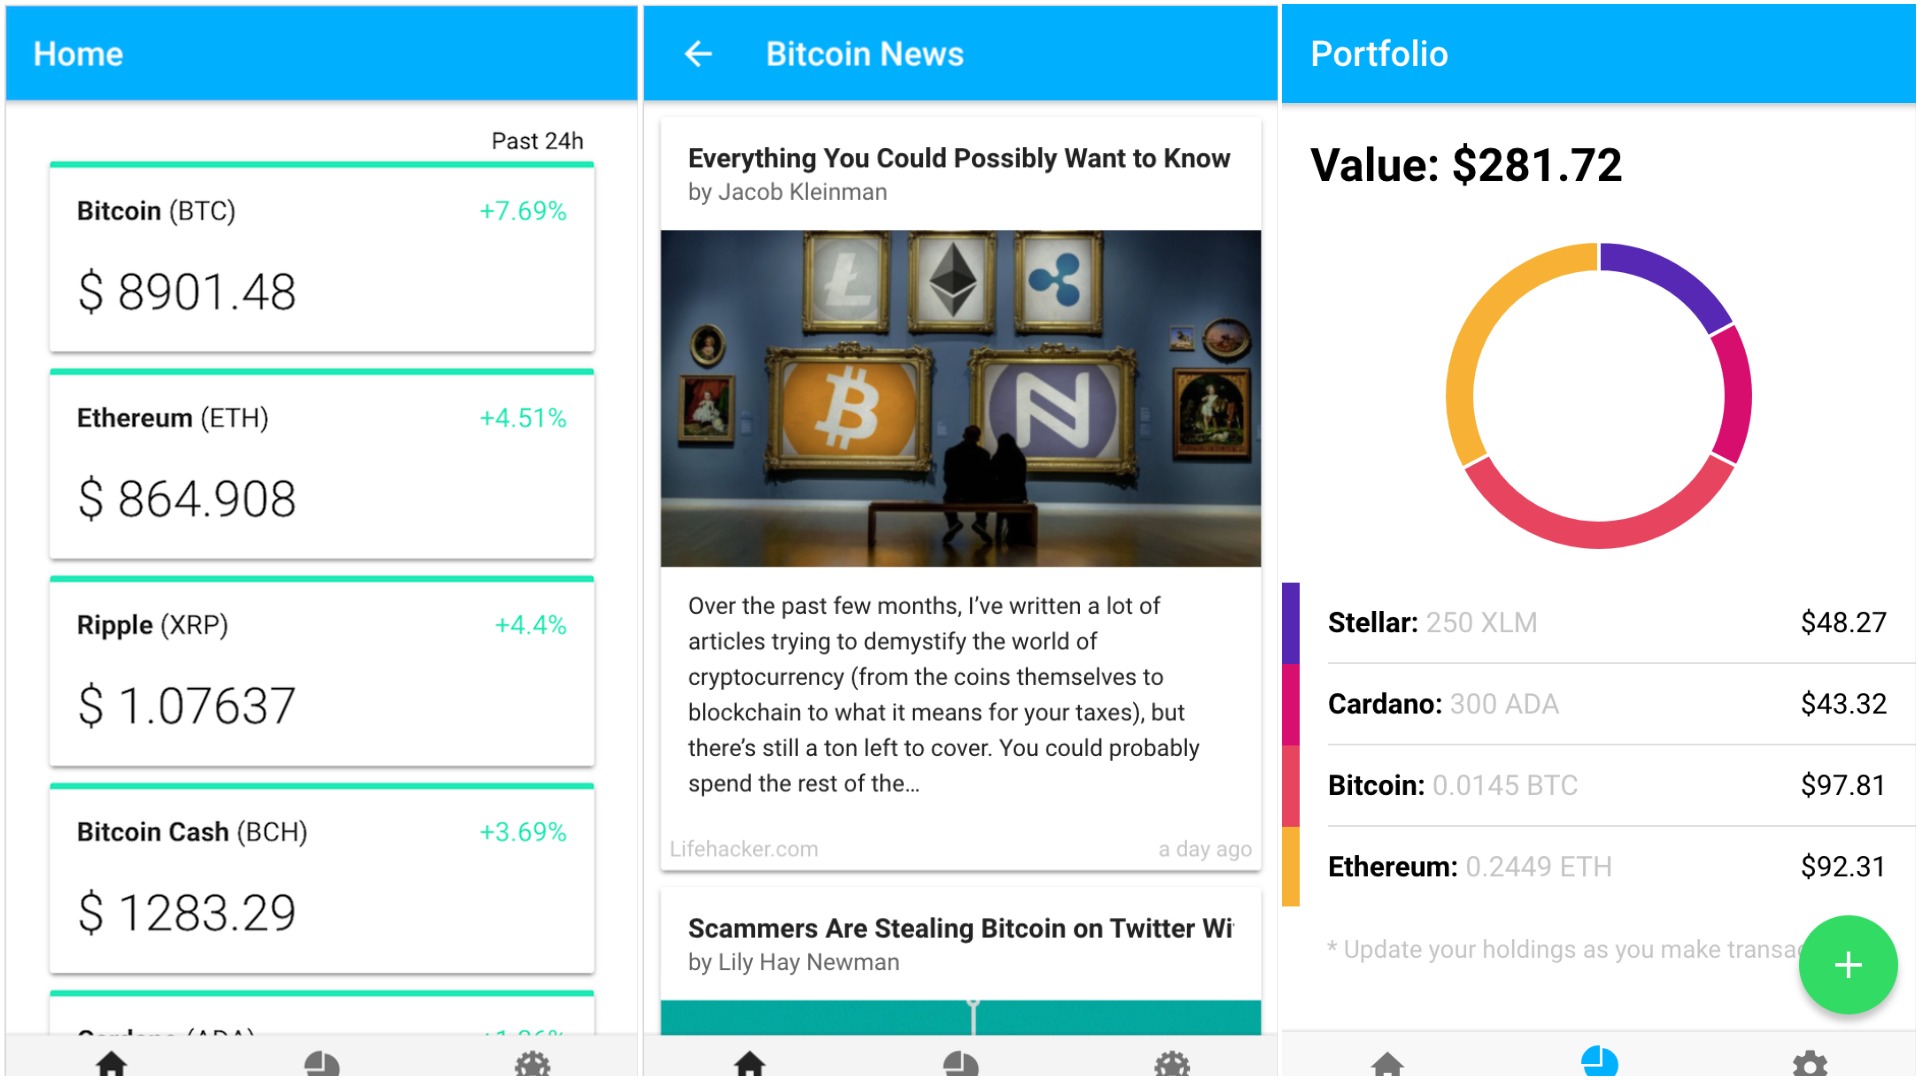 Home
Past 24h
Bitcoin (BTC)
+7.69%
$ 8901.48
Ethereum (ETH)
+4.51%
$ 864.908
Ripple (XRP)
+4.4%
$ 1.07637
Bitcoin Cash (BCH)
+3.69%
$ 1283.29
Bitcoin News
Everything You Could Possibly Want to Know
by Jacob Kleinman
Over the past few months, I’ve written a lot of
articles trying to demystify the world of
cryptocurrency (from the coins themselves to
blockchain to what it means for your taxes), but
there’s still a ton left to cover. You could probably
spend the rest of the…
Lifehacker.com
a day ago
Scammers Are Stealing Bitcoin on Twitter
by Lily Hay Newman
Portfolio
Value: $281.72
Stellar: 250 XLM
$48.27
Cardano: 300 ADA
$43.32
Bitcoin: 0.0145 BTC
$97.81
Ethereum: 0.2449 ETH
$92.31
* Update your holdings as you make
+